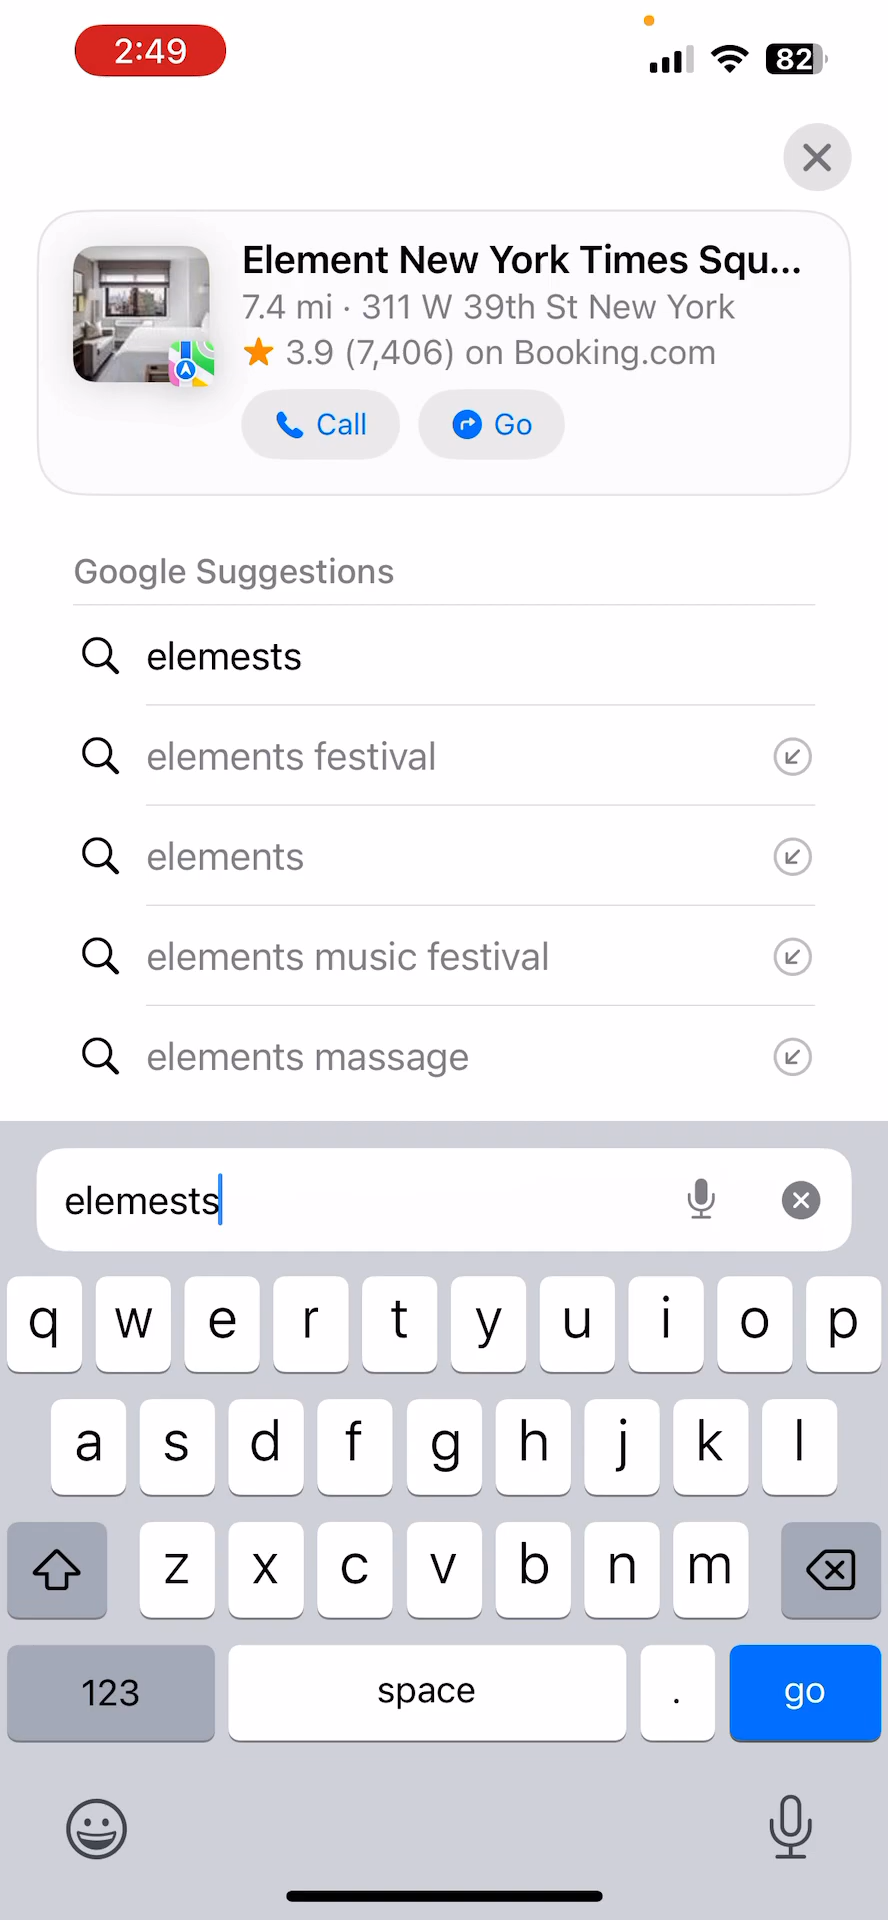 2:49
82
Element New York Times Squ...
7.4 mi · 311 W 39th St New York
3.9 (7,406) on Booking.com
Call
Go
Google Suggestions
elemests
elements festival
elements
elements music festival
elements massage
elemests
q w e r t y u i o p
a s d f g h j k l
z x c v b n m
123 space . go